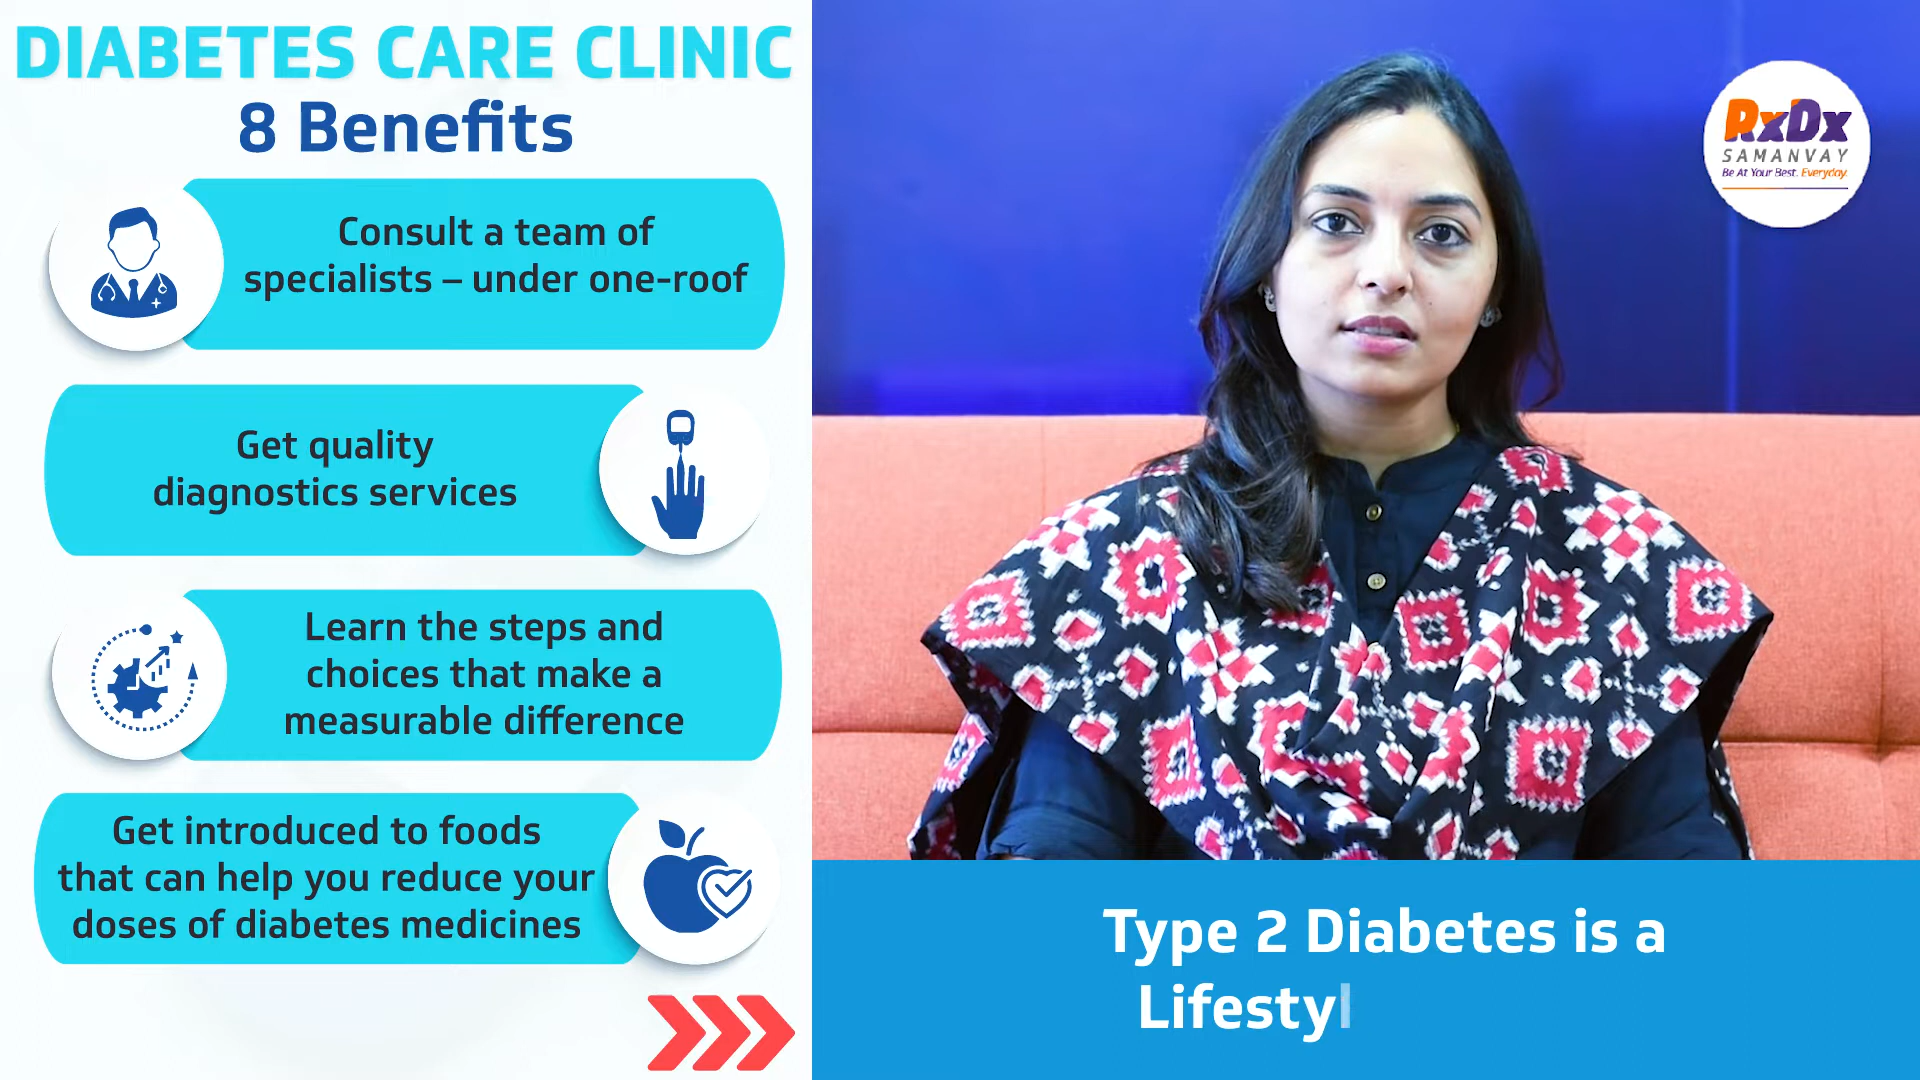 DIABETES CARE CLINIC
8 Benefits
Consult a team of
specialists – under one-roof
Get quality
diagnostics services
Learn the steps and
choices that make a
measurable difference
Get introduced to foods
that can help you reduce your
doses of diabetes medicines
RxDx
SAMANVAY
Be At Your Best. Everyday.
Type 2 Diabetes is a
Lifestyl